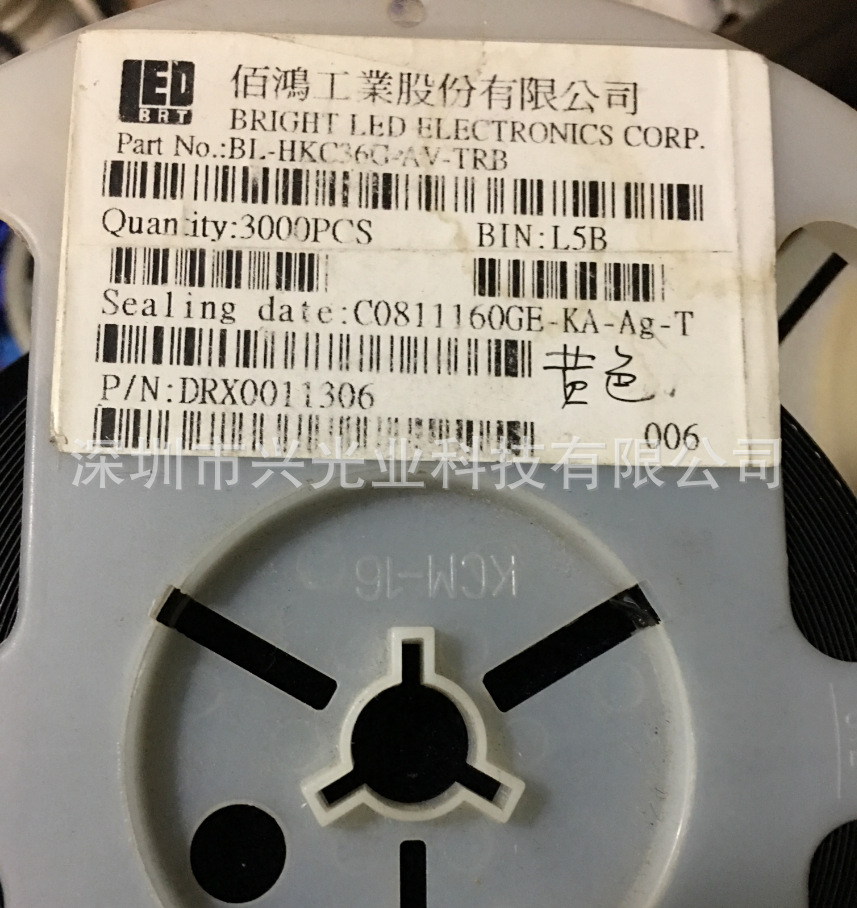 LED
BRT
佰鴻工業股份有限公司
BRIGHT LED ELECTRONICS CORP.
Part No.:BL-HKC36G-AV-TRB
Quantity:3000PCS BIN:L5B
Sealing date:C0811160GE-KA-Ag-T
黄色
P/N:DRX0011306
006
深圳市兴光业科技有限公司
KCM-16